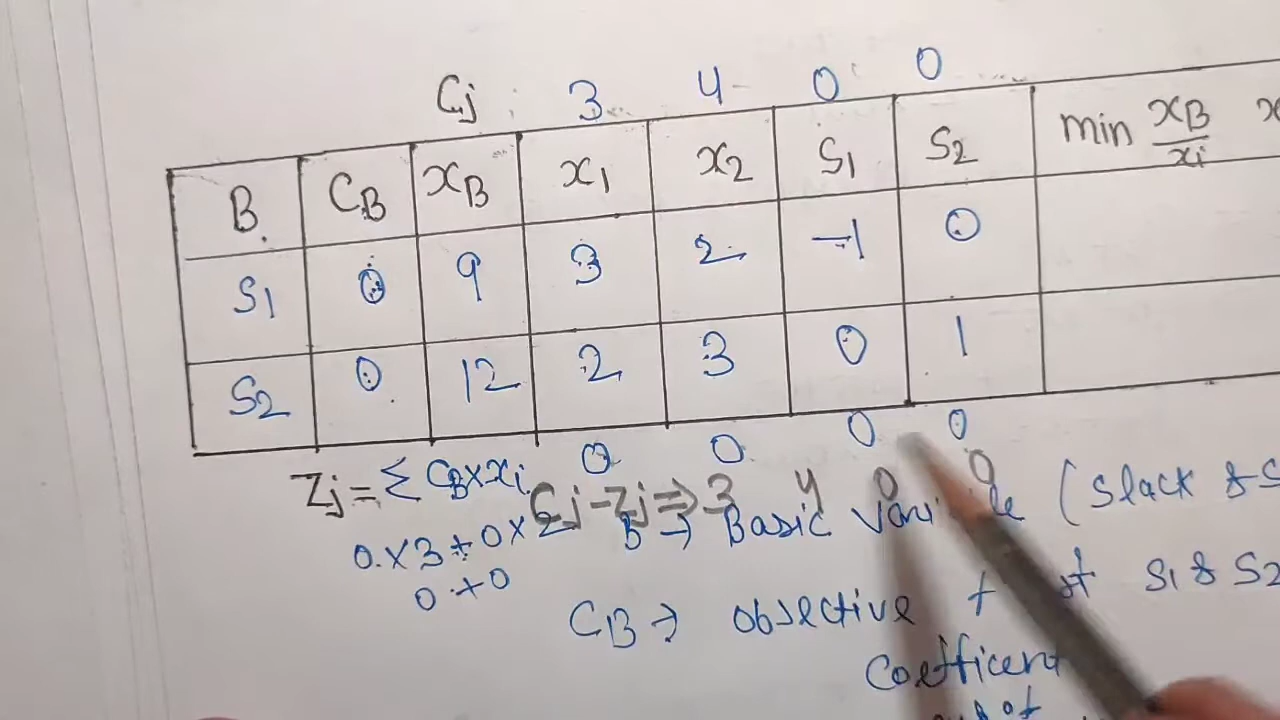 Cj 3 4 0 0
B CB xB x1 x2 S1 S2 min xB/xi
S1 0 9 3 2 -1 0
S2 0 12 2 3 0 1
Zj = Σ CB×xi 0 0 0 0
Cj-Zj ⇒ 3 4 0 0
0×3+0×2
0+0
B → Basic (Slack &
CB → objective S1 & S2